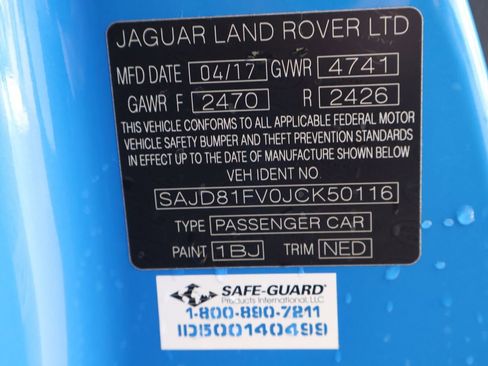 JAGUAR LAND ROVER LTD
MFD DATE 04/17 GVWR 4741
GAWR F 2470 R 2426
THIS VEHICLE CONFORMS TO ALL APPLICABLE FEDERAL MOTOR
VEHICLE SAFETY BUMPER AND THEFT PREVENTION STANDARDS
IN EFFECT UP TO THE DATE OF MANUFACTURE SHOWN BELOW
VEH IDENT NO.
SAJD81FV0JCK50116
TYPE PASSENGER CAR
PAINT 1BJ TRIM NED
SAFE-GUARD®
Products International, LLC
1-800-890-7211
ID500140499